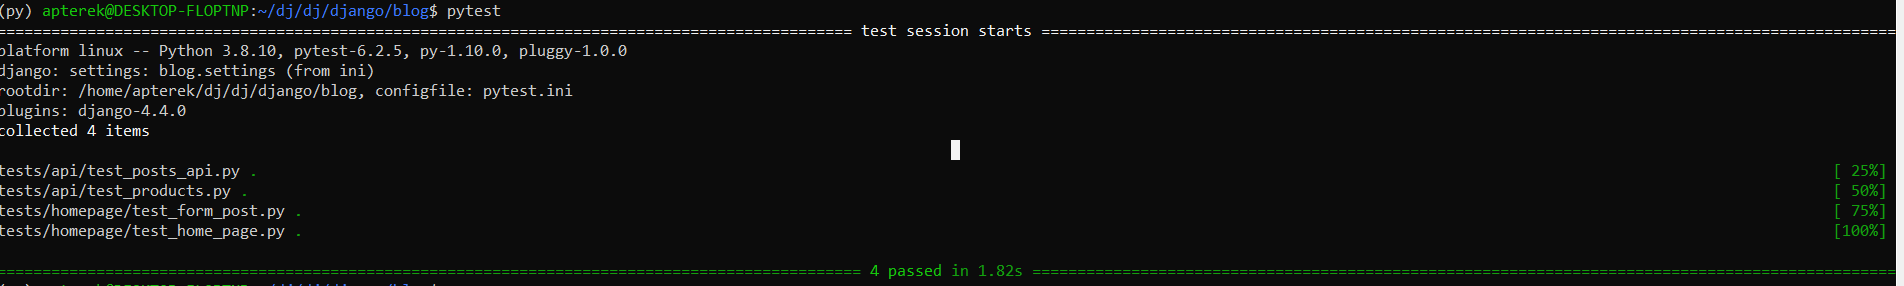 (py) apterek@DESKTOP-FLOPTNP:~/dj/dj/django/blog$ pytest
=============== test session starts ===============
platform linux -- Python 3.8.10, pytest-6.2.5, py-1.10.0, pluggy-1.0.0
django: settings: blog.settings (from ini)
rootdir: /home/apterek/dj/dj/django/blog, configfile: pytest.ini
plugins: django-4.4.0
collected 4 items
tests/api/test_posts_api.py . [ 25%]
tests/api/test_products.py . [ 50%]
tests/homepage/test_form_post.py . [ 75%]
tests/homepage/test_home_page.py . [100%]
=============== 4 passed in 1.82s ===============